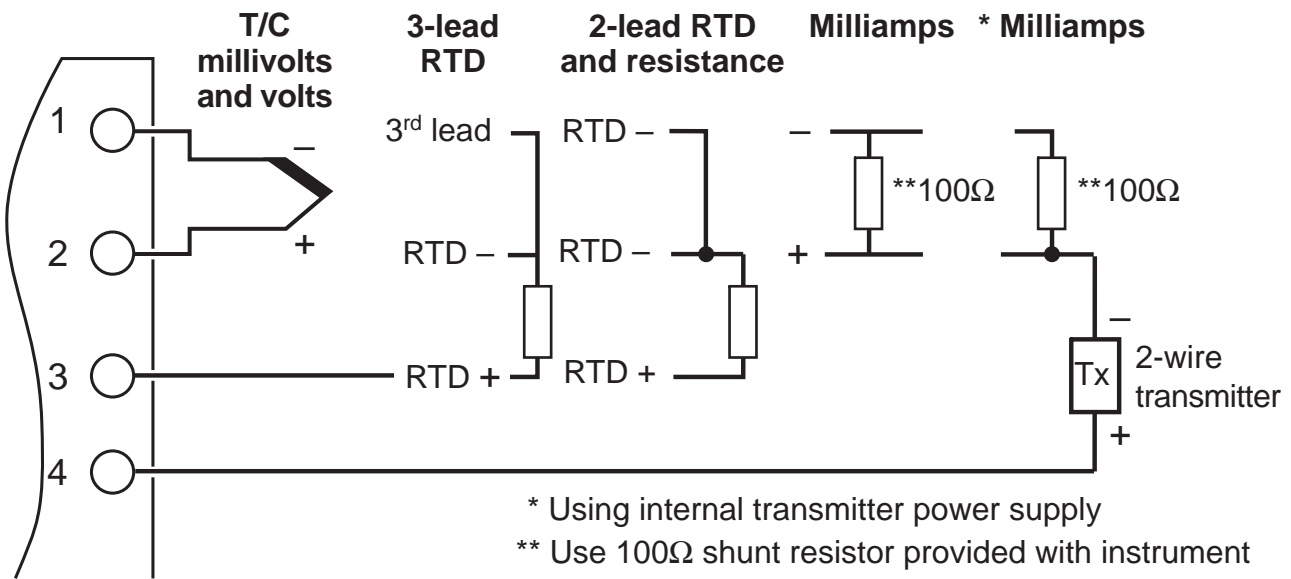 T/C
millivolts
and volts
3-lead
RTD
2-lead RTD
and resistance
Milliamps
* Milliamps
1
–
3rd lead
RTD –
–
**100Ω
**100Ω
2
+
RTD –
RTD –
+
–
3
RTD +
RTD +
Tx
2-wire
transmitter
+
4
* Using internal transmitter power supply
** Use 100Ω shunt resistor provided with instrument